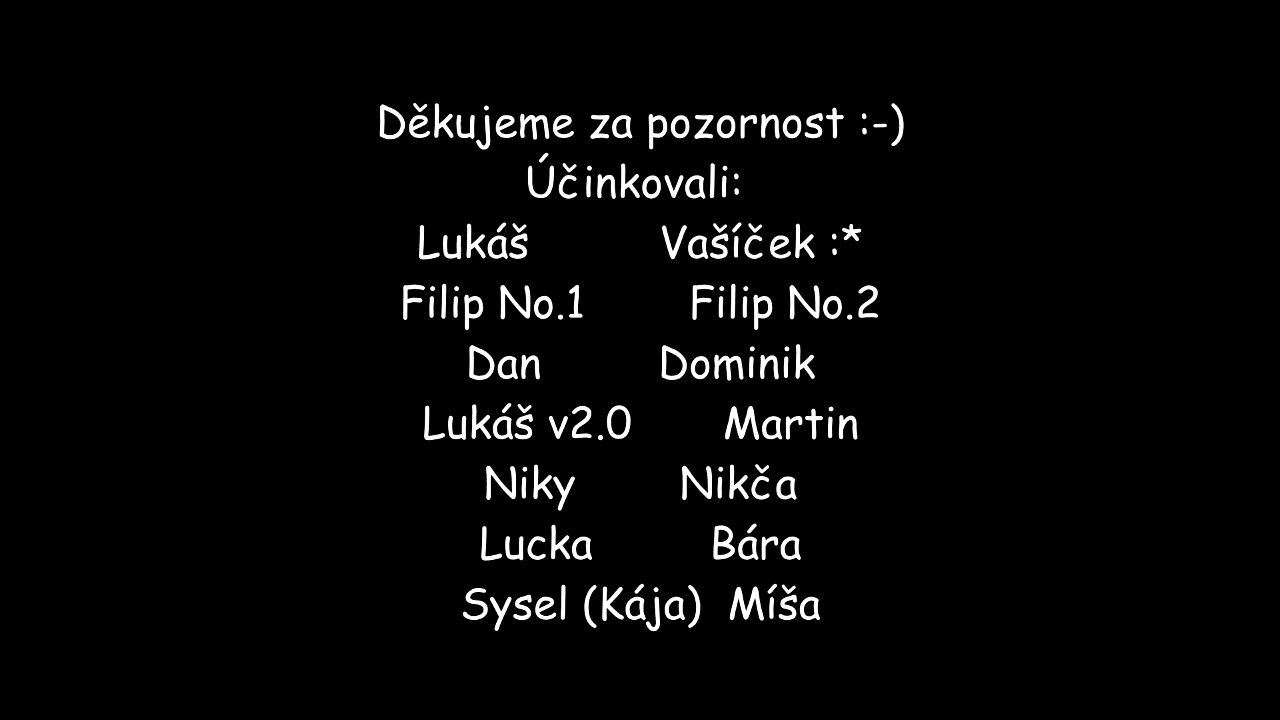 Děkujeme za pozornost :-)
Účinkovali:
Lukáš Vašíček :*
Filip No.1 Filip No.2
Dan Dominik
Lukáš v2.0 Martin
Niky Nikča
Lucka Bára
Sysel (Kája) Míša